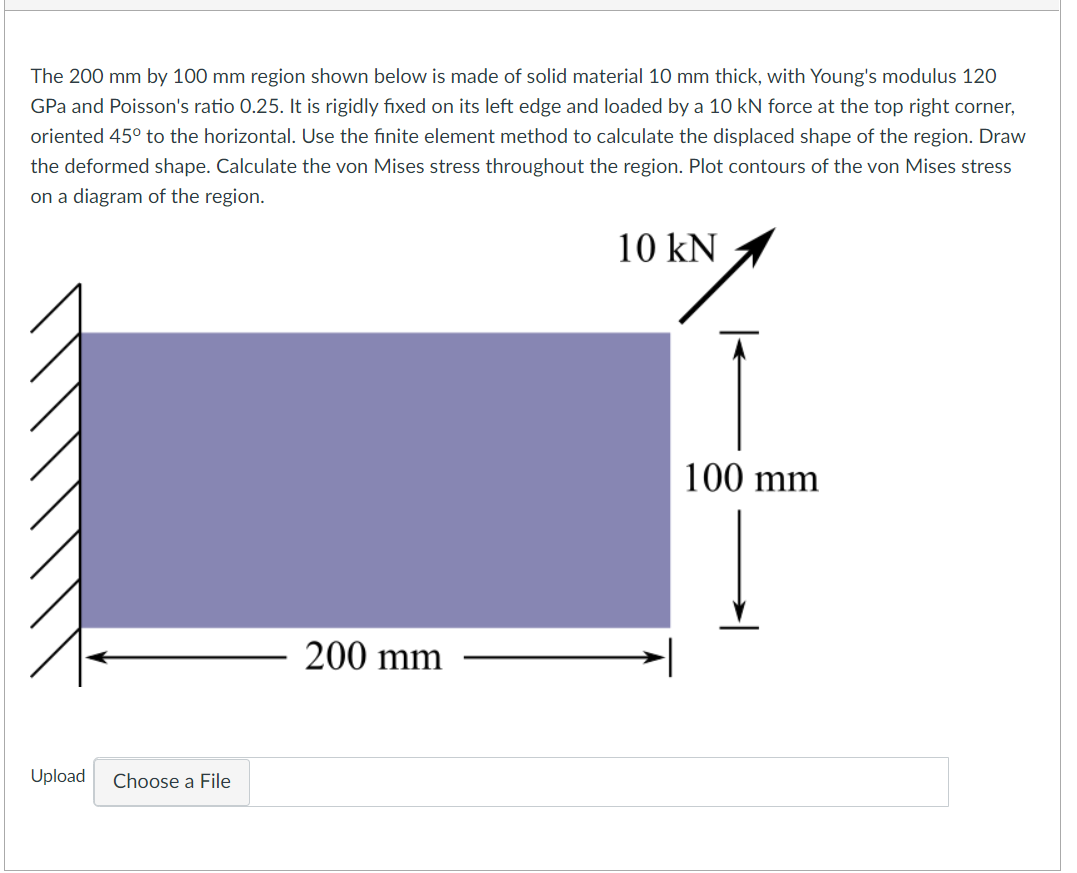 The 200 mm by 100 mm region shown below is made of solid material 10 mm thick, with Young's modulus 120
GPa and Poisson's ratio 0.25. It is rigidly fixed on its left edge and loaded by a 10 kN force at the top right corner,
oriented 45° to the horizontal. Use the finite element method to calculate the displaced shape of the region. Draw
the deformed shape. Calculate the von Mises stress throughout the region. Plot contours of the von Mises stress
on a diagram of the region.
10 kN
100 mm
200 mm
Upload Choose a File